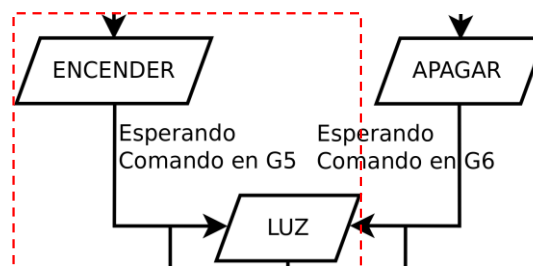 ENCENDER
APAGAR
Esperando
Comando en G5
Esperando
Comando en G6
LUZ